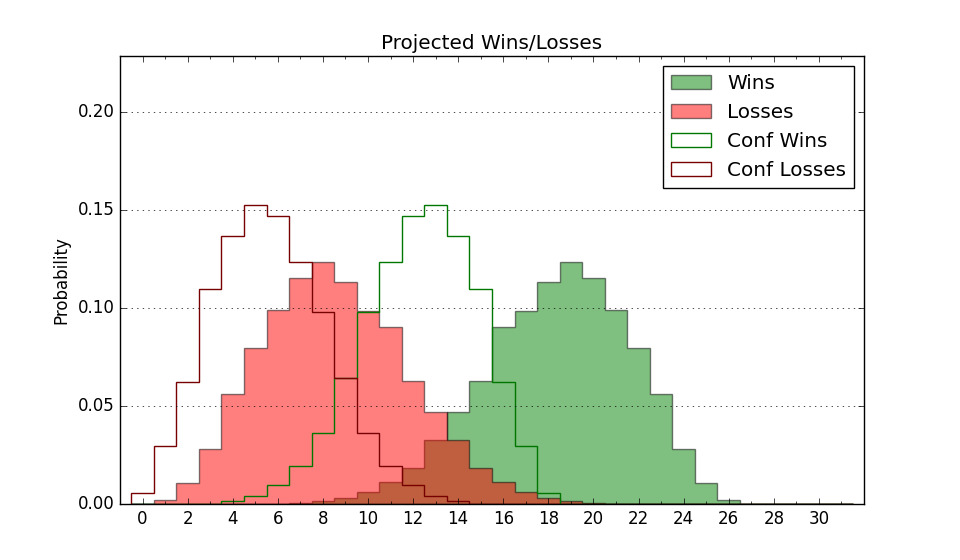 Projected Wins/Losses
Wins
Losses
Conf Wins
Conf Losses
Probability
0.20
0.15
0.10
0.05
0.00
0 2 4 6 8 10 12 14 16 18 20 22 24 26 28 30